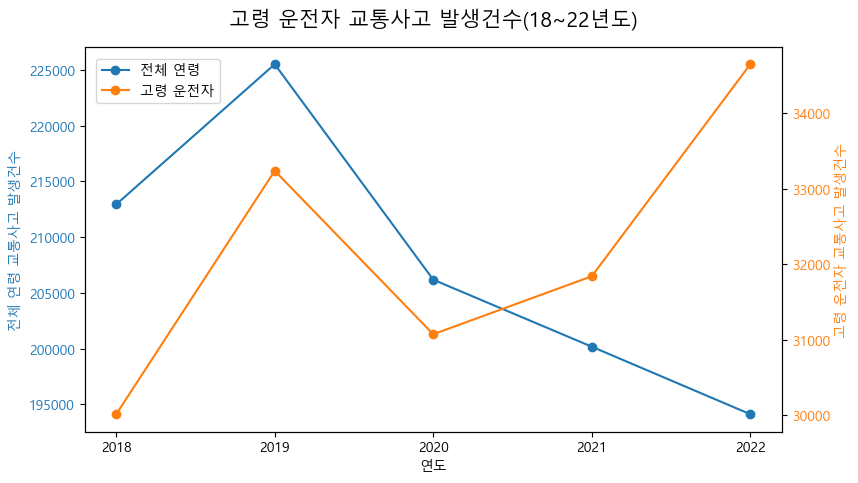 고령 운전자 교통사고 발생건수(18~22년도)
전체 연령
고령 운전자
전체 연령 교통사고 발생건수
225000
220000
215000
210000
205000
200000
195000
34000
33000
32000
31000
30000
고령 운전자 교통사고 발생건수
2018 2019 2020 2021 2022
연도